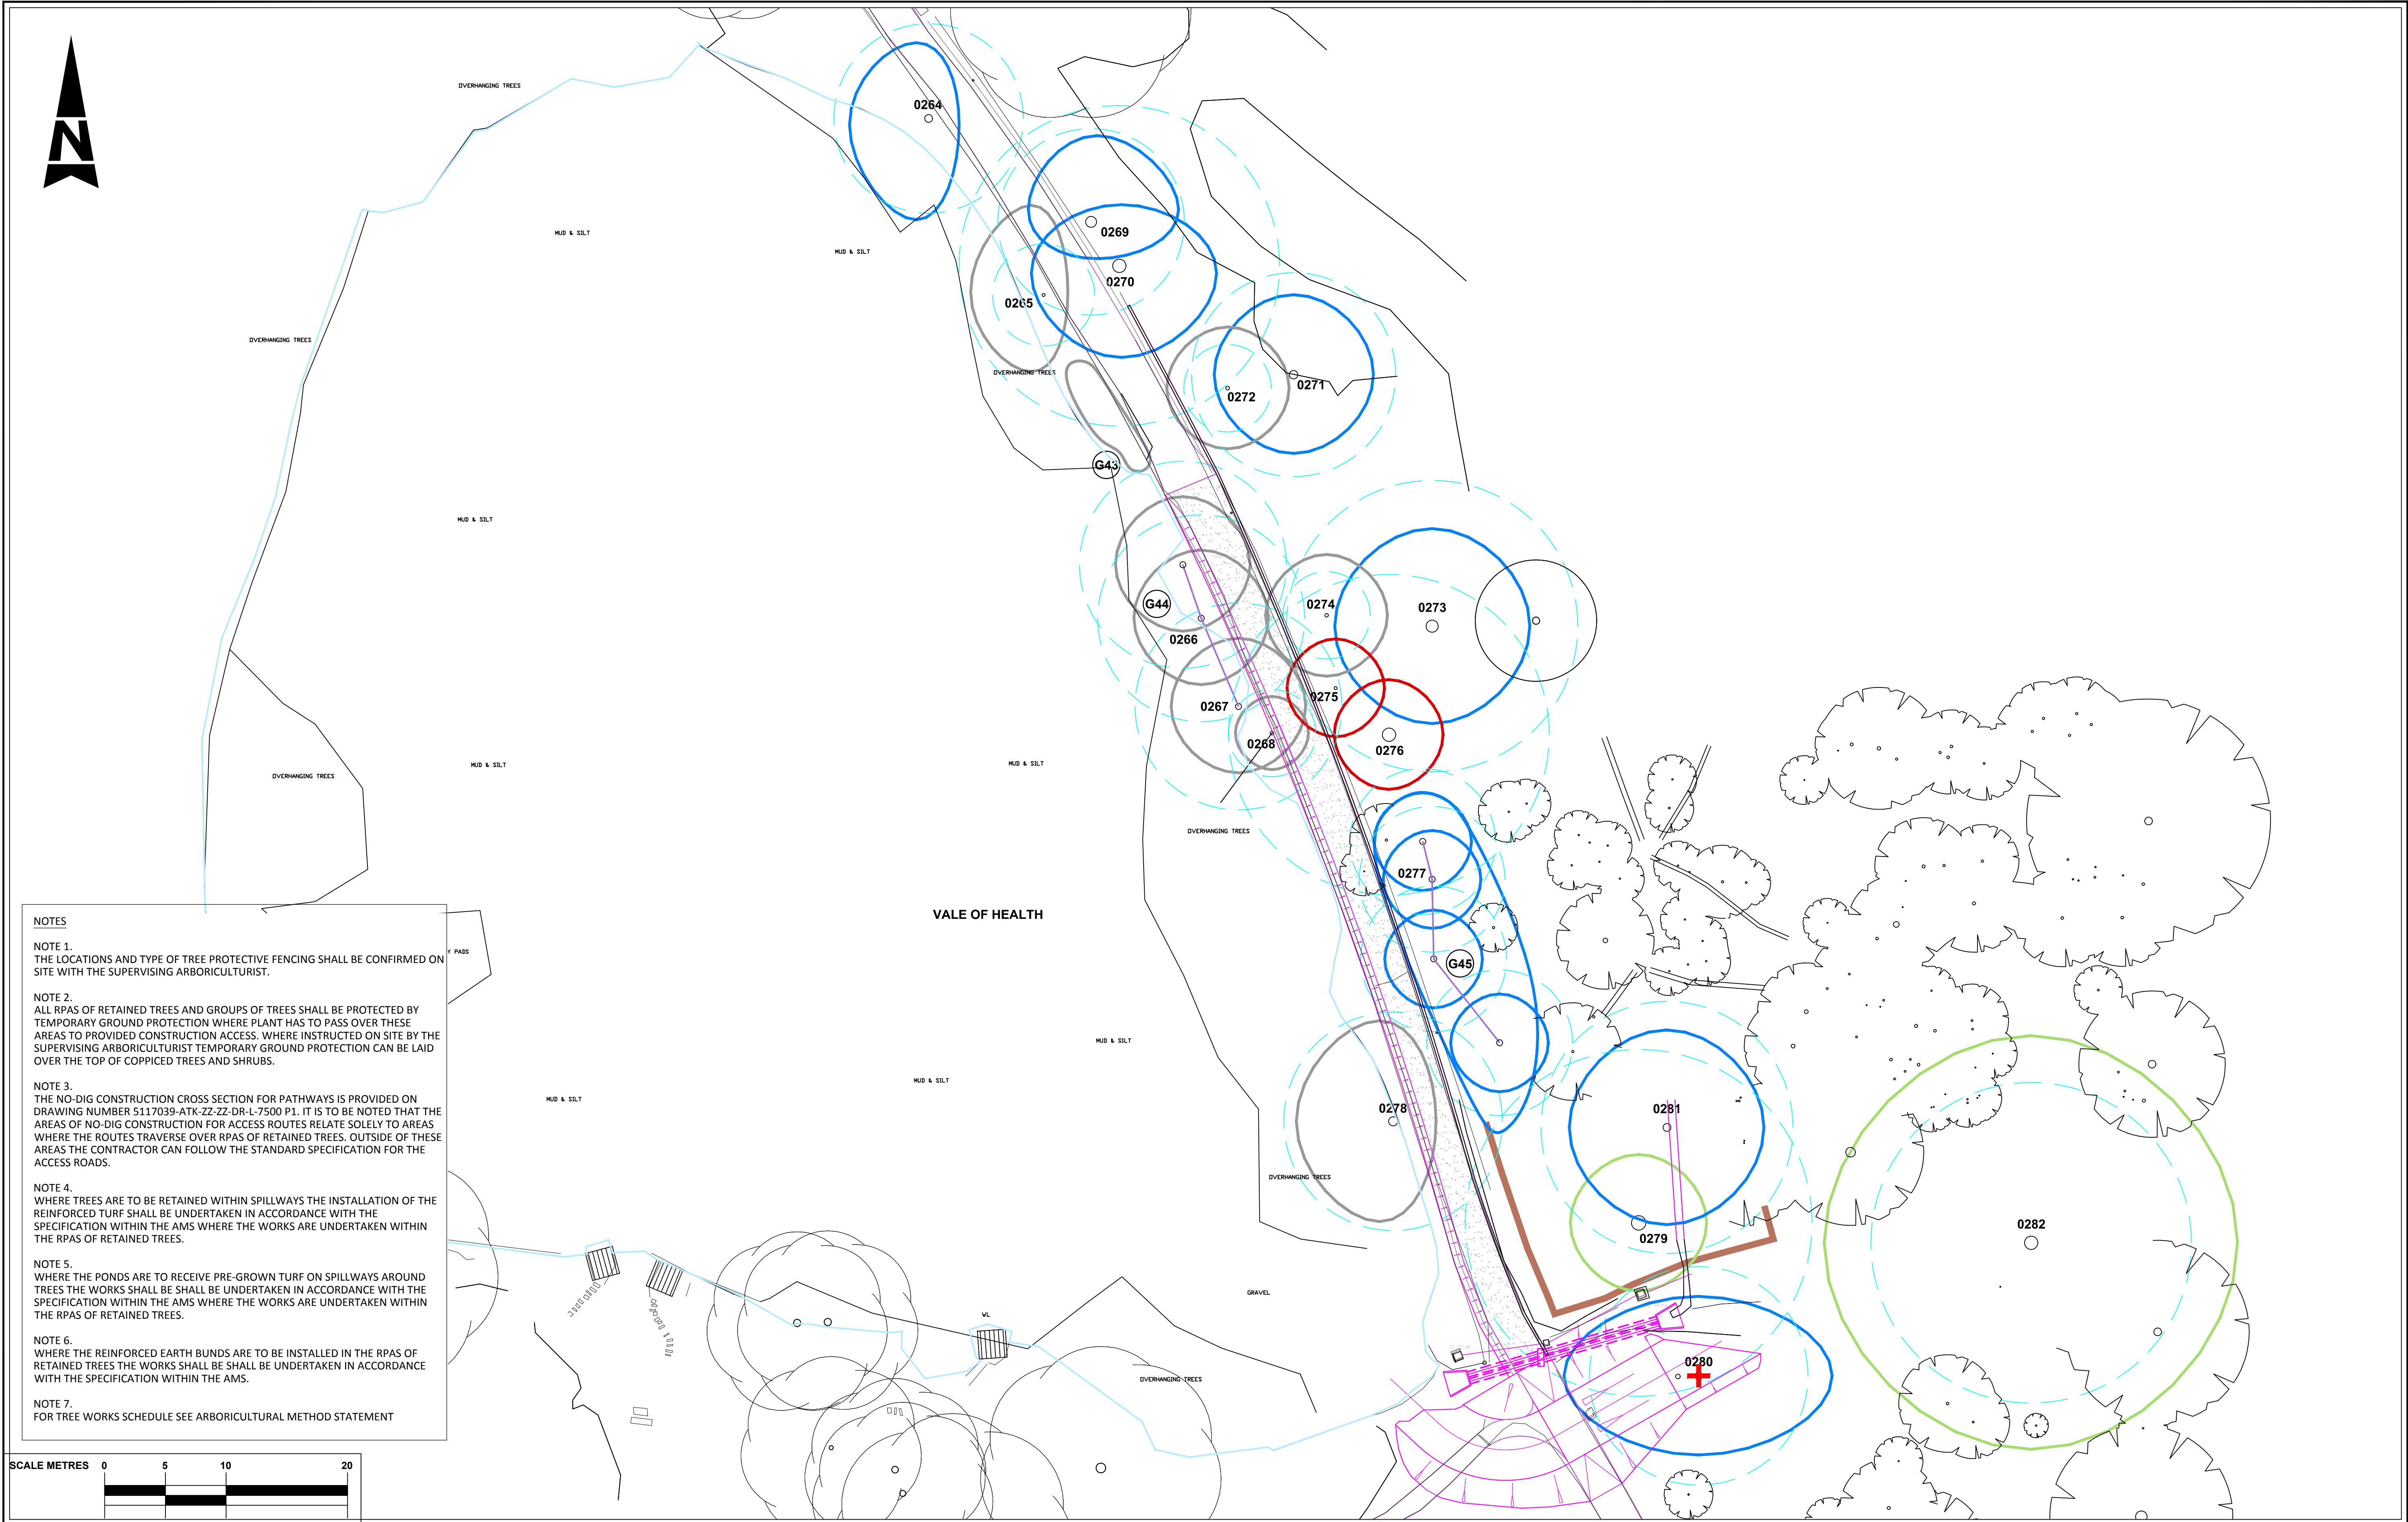 N
OVERHANGING TREES
0264
0269
MUD & SILT
MUD & SILT
0270
0265
OVERHANGING TREES
OVERHANGING TREES
0271
0272
G43
MUD & SILT
G44
0274
0273
0266
0275
0267
0268
0276
MUD & SILT
MUD & SILT
OVERHANGING TREES
OVERHANGING TREES
0277
VALE OF HEALTH
G45
Y PADS
MUD & SILT
MUD & SILT
MUD & SILT
0278
0281
OVERHANGING TREES
0279
0282
GRAVEL
WL
0280
OVERHANGING TREES
NOTES
NOTE 1.
THE LOCATIONS AND TYPE OF TREE PROTECTIVE FENCING SHALL BE CONFIRMED ON
SITE WITH THE SUPERVISING ARBORICULTURIST.
NOTE 2.
ALL RPAS OF RETAINED TREES AND GROUPS OF TREES SHALL BE PROTECTED BY
TEMPORARY GROUND PROTECTION WHERE PLANT HAS TO PASS OVER THESE
AREAS TO PROVIDED CONSTRUCTION ACCESS. WHERE INSTRUCTED ON SITE BY THE
SUPERVISING ARBORICULTURIST TEMPORARY GROUND PROTECTION CAN BE LAID
OVER THE TOP OF COPPICED TREES AND SHRUBS.
NOTE 3.
THE NO-DIG CONSTRUCTION CROSS SECTION FOR PATHWAYS IS PROVIDED ON
DRAWING NUMBER 5117039-ATK-ZZ-ZZ-DR-L-7500 P1. IT IS TO BE NOTED THAT THE
AREAS OF NO-DIG CONSTRUCTION FOR ACCESS ROUTES RELATE SOLELY TO AREAS
WHERE THE ROUTES TRAVERSE OVER RPAS OF RETAINED TREES. OUTSIDE OF THESE
AREAS THE CONTRACTOR CAN FOLLOW THE STANDARD SPECIFICATION FOR THE
ACCESS ROADS.
NOTE 4.
WHERE TREES ARE TO BE RETAINED WITHIN SPILLWAYS THE INSTALLATION OF THE
REINFORCED TURF SHALL BE UNDERTAKEN IN ACCORDANCE WITH THE
SPECIFICATION WITHIN THE AMS WHERE THE WORKS ARE UNDERTAKEN WITHIN
THE RPAS OF RETAINED TREES.
NOTE 5.
WHERE THE PONDS ARE TO RECEIVE PRE-GROWN TURF ON SPILLWAYS AROUND
TREES THE WORKS SHALL BE SHALL BE UNDERTAKEN IN ACCORDANCE WITH THE
SPECIFICATION WITHIN THE AMS WHERE THE WORKS ARE UNDERTAKEN WITHIN
THE RPAS OF RETAINED TREES.
NOTE 6.
WHERE THE REINFORCED EARTH BUNDS ARE TO BE INSTALLED IN THE RPAS OF
RETAINED TREES THE WORKS SHALL BE SHALL BE UNDERTAKEN IN ACCORDANCE
WITH THE SPECIFICATION WITHIN THE AMS.
NOTE 7.
FOR TREE WORKS SCHEDULE SEE ARBORICULTURAL METHOD STATEMENT
SCALE METRES 0 5 10 20